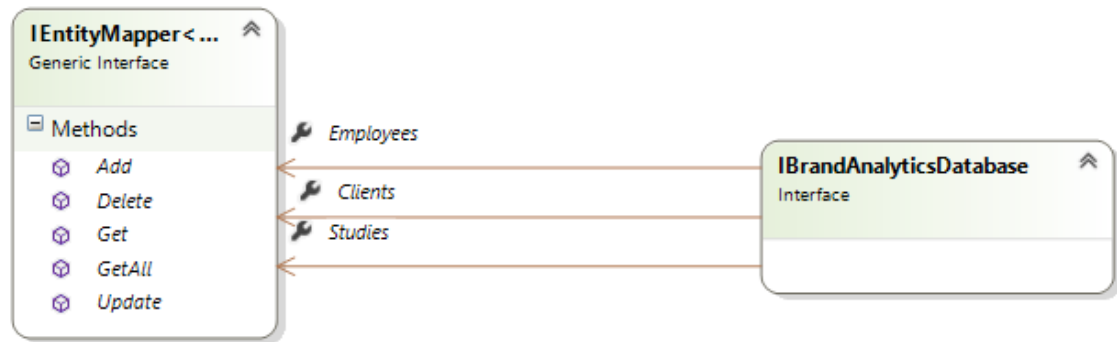 IEntityMapper<...
Generic Interface
Methods
Add
Delete
Get
GetAll
Update
Employees
Clients
Studies
IBrandAnalyticsDatabase
Interface